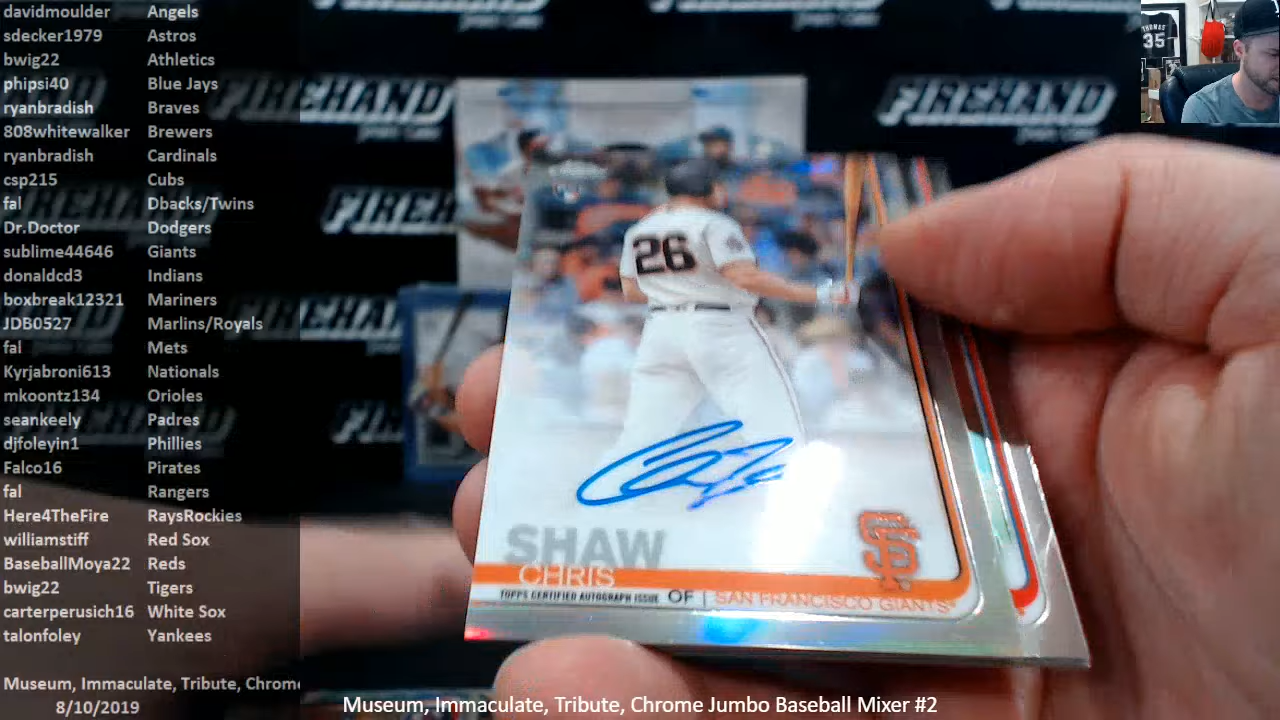 davidmoulder Angels
sdecker1979 Astros
bwig22 Athletics
phipsi40 Blue Jays
ryanbradish Braves
808whitewalker Brewers
ryanbradish Cardinals
csp215 Cubs
fal Dbacks/Twins
Dr.Doctor Dodgers
sublime44646 Giants
donaldcd3 Indians
boxbreak12321 Mariners
JDB0527 Marlins/Royals
fal Mets
Kyrjabroni613 Nationals
mkoontz134 Orioles
seankeely Padres
djfoleyin1 Phillies
Falco16 Pirates
fal Rangers
Here4TheFire RaysRockies
williamstiff Red Sox
BaseballMoya22 Reds
bwig22 Tigers
carterperusich16 White Sox
talonfoley Yankees
Museum, Immaculate, Tribute, Chrome
8/10/2019
FIREHAND
FIREHAND
35
26
SHAW
CHRIS
TOPPS CERTIFIED AUTOGRAPH ISSUE OF | SAN FRANCISCO GIANTS
SF
Museum, Immaculate, Tribute, Chrome Jumbo Baseball Mixer #2